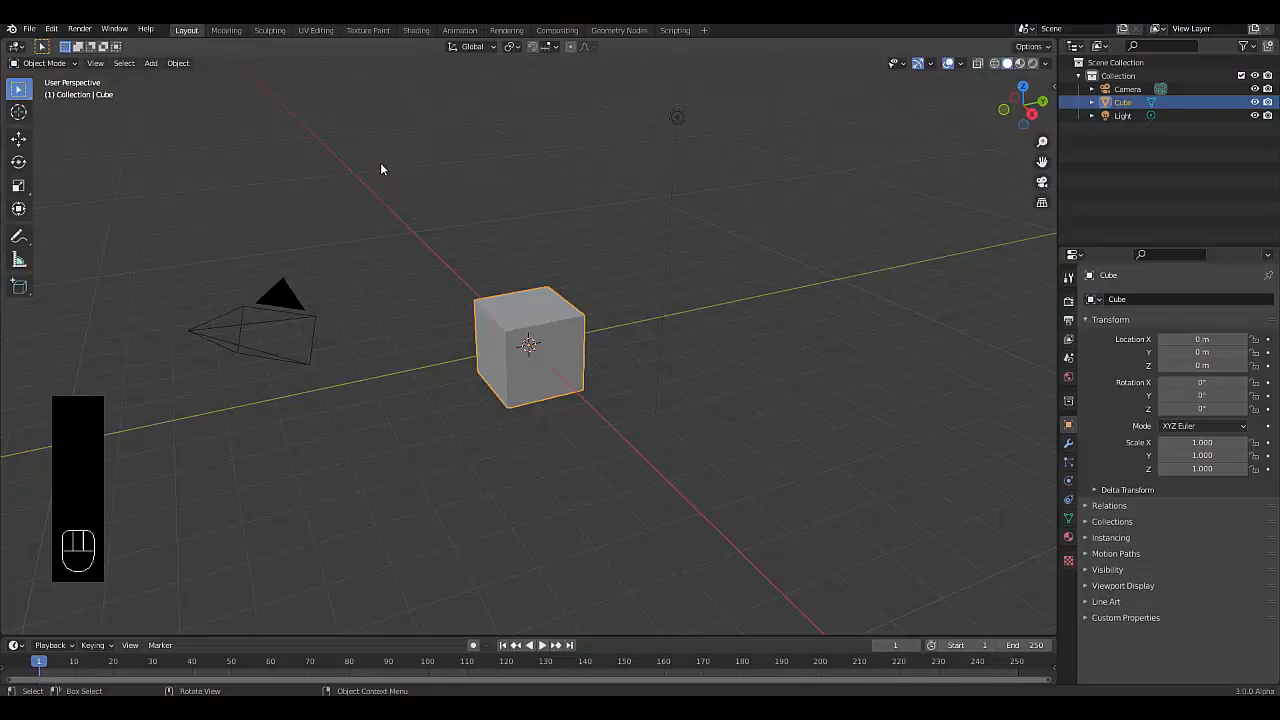 File Edit Render Window Help Layout Modeling Sculpting UV Editing Texture Paint Shading Animation Rendering Compositing Geometry Nodes Scripting + Scene View Layer
Global Options
Object Mode View Select Add Object
User Perspective
(1) Collection | Cube
Z
Y
X
Scene Collection
Collection
Camera
Cube
Light
Cube
Cube
Transform
Location X 0 m
Y 0 m
Z 0 m
Rotation X 0°
Y 0°
Z 0°
Mode XYZ Euler
Scale X 1.000
Y 1.000
Z 1.000
Delta Transform
Relations
Collections
Instancing
Motion Paths
Visibility
Viewport Display
Line Art
Custom Properties
Playback Keying View Marker 1 Start 1 End 250
1 10 20 30 40 50 60 70 80 90 100 110 120 130 140 150 160 170 180 190 200 210 220 230 240 250
Select Box Select Rotate View Object Context Menu 3.0.0 Alpha